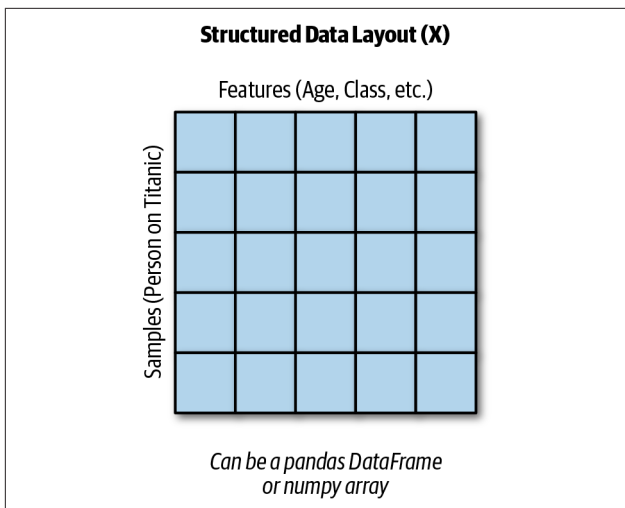 Structured Data Layout (X)
Features (Age, Class, etc.)
Samples (Person on Titanic)
Can be a pandas DataFrame
or numpy array